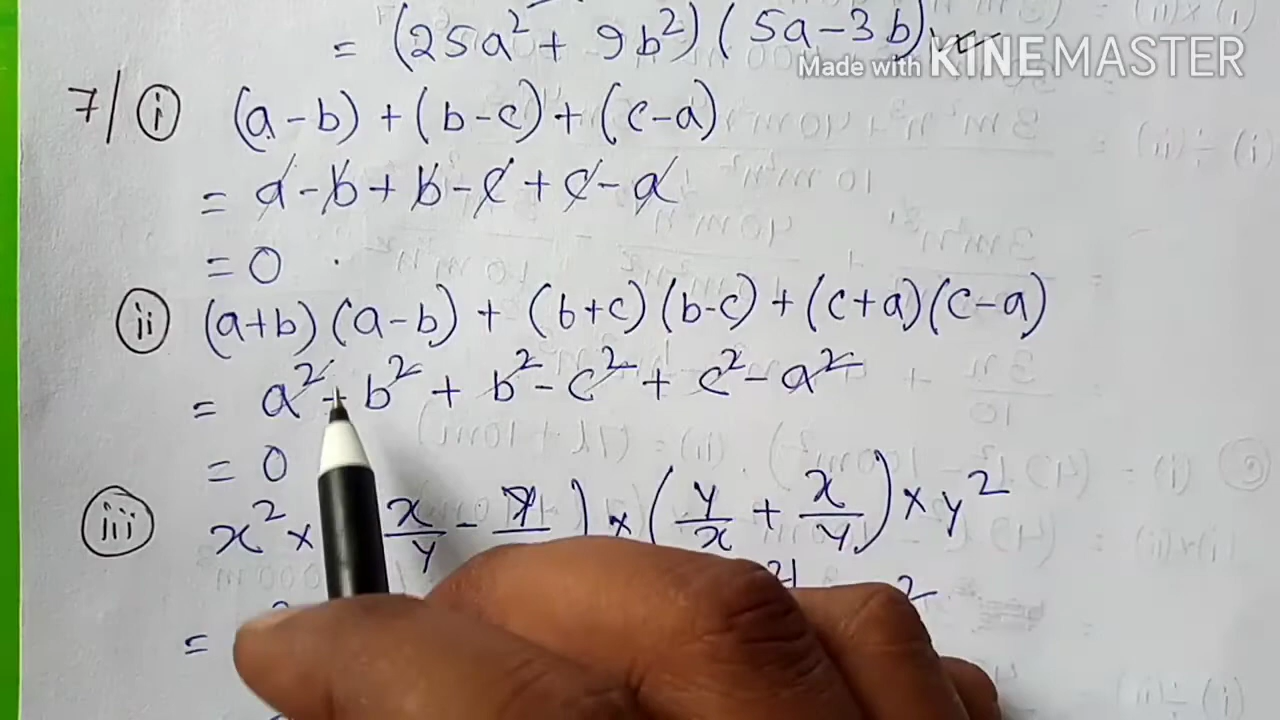 = (25a² + 9b²) (5a-3b)
Made with KINEMASTER
7/ (i) (a-b) + (b-c) + (c-a)
= a - b + b - c + c - a
= 0
(ii) (a+b) (a-b) + (b+c) (b-c) + (c+a) (c-a)
= a² - b² + b² - c² + c² - a²
= 0
(iii) x² × x/y - y × (y/x + x/y) × y²
=